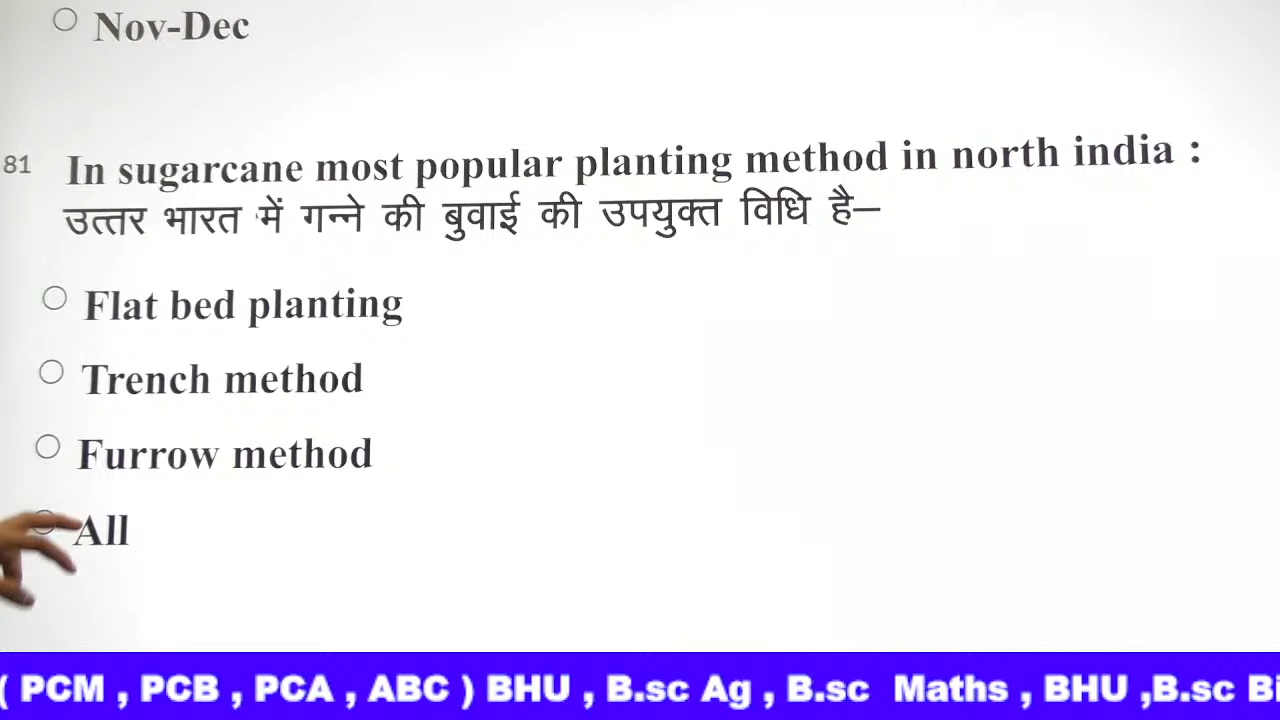 Nov-Dec
81 In sugarcane most popular planting method in north india :
उत्तर भारत में गन्ने की बुवाई की उपयुक्त विधि है–
Flat bed planting
Trench method
Furrow method
All
( PCM , PCB , PCA , ABC ) BHU , B.sc Ag , B.sc Maths , BHU ,B.sc Bi